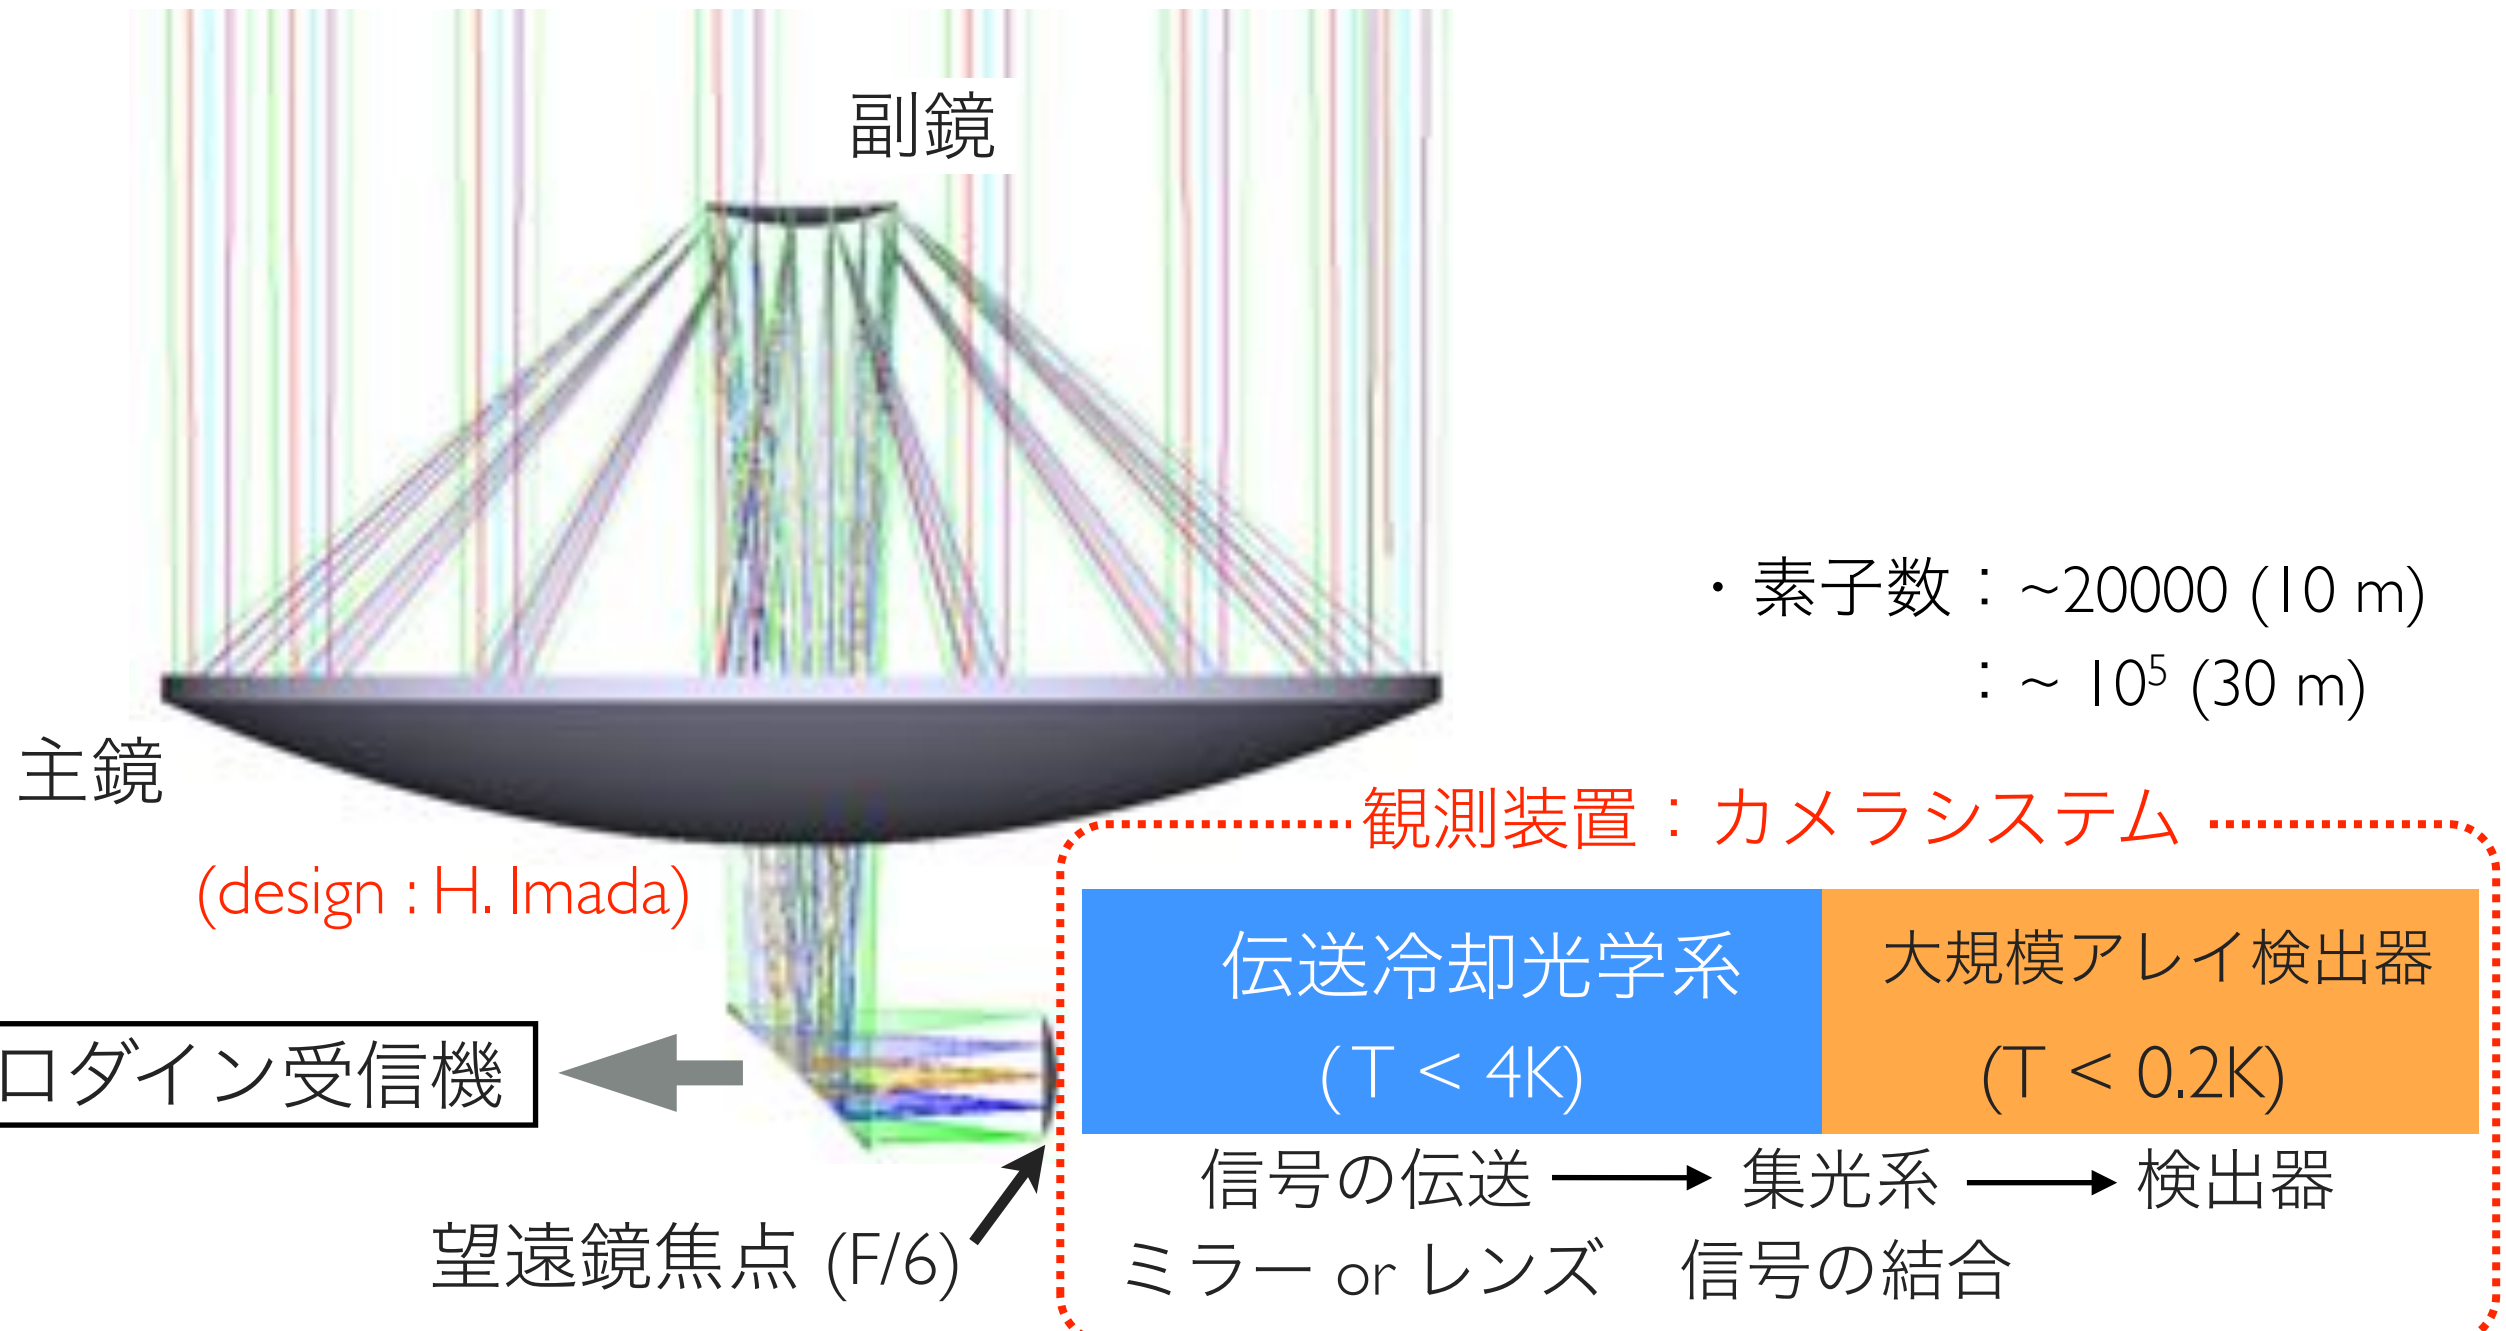 副鏡
・素子数：~20000 (10 m)
：~ 10⁵ (30 m)
主鏡
観測装置：カメラシステム
(design : H. Imada)
伝送冷却光学系
(T < 4K)
大規模アレイ検出器
(T < 0.2K)
ロダイン受信機
信号の伝送 → 集光系 → 検出器
望遠鏡焦点 (F/6)
ミラー or レンズ 信号の結合